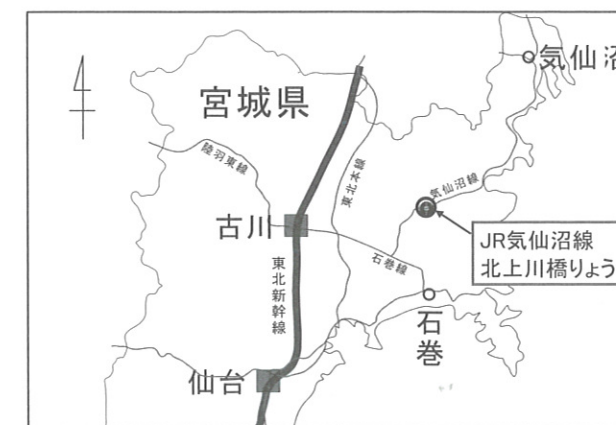 気仙沼
宮城県
陸羽東線
東北本線
気仙沼線
古川
JR気仙沼線
北上川橋りょう
石巻線
東北新幹線
石巻
仙台